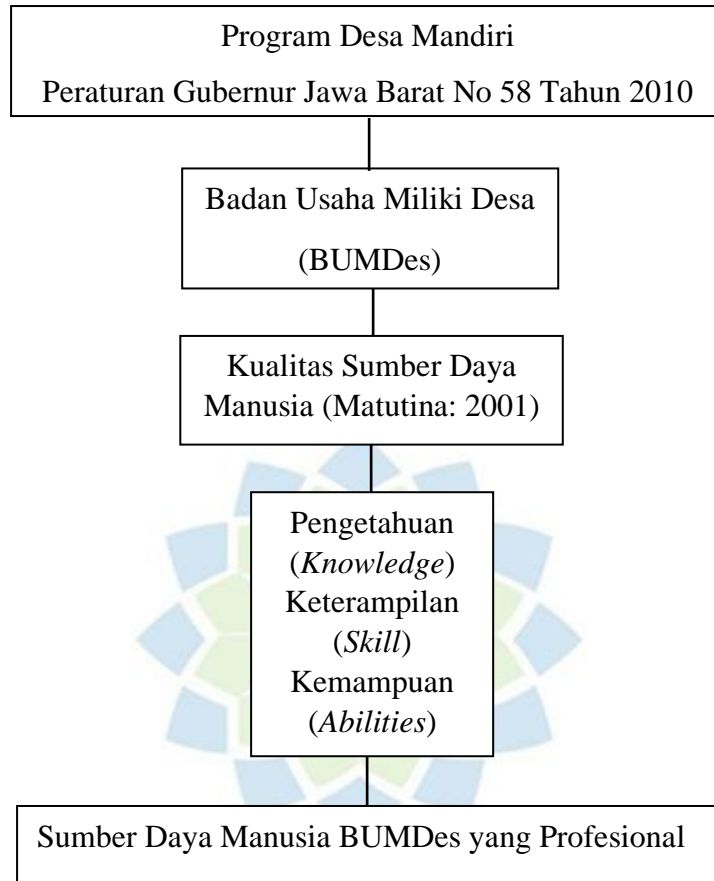 Program Desa Mandiri
Peraturan Gubernur Jawa Barat No 58 Tahun 2010
Badan Usaha Miliki Desa
(BUMDes)
Kualitas Sumber Daya
Manusia (Matutina: 2001)
Pengetahuan
(Knowledge)
Keterampilan
(Skill)
Kemampuan
(Abilities)
Sumber Daya Manusia BUMDes yang Profesional